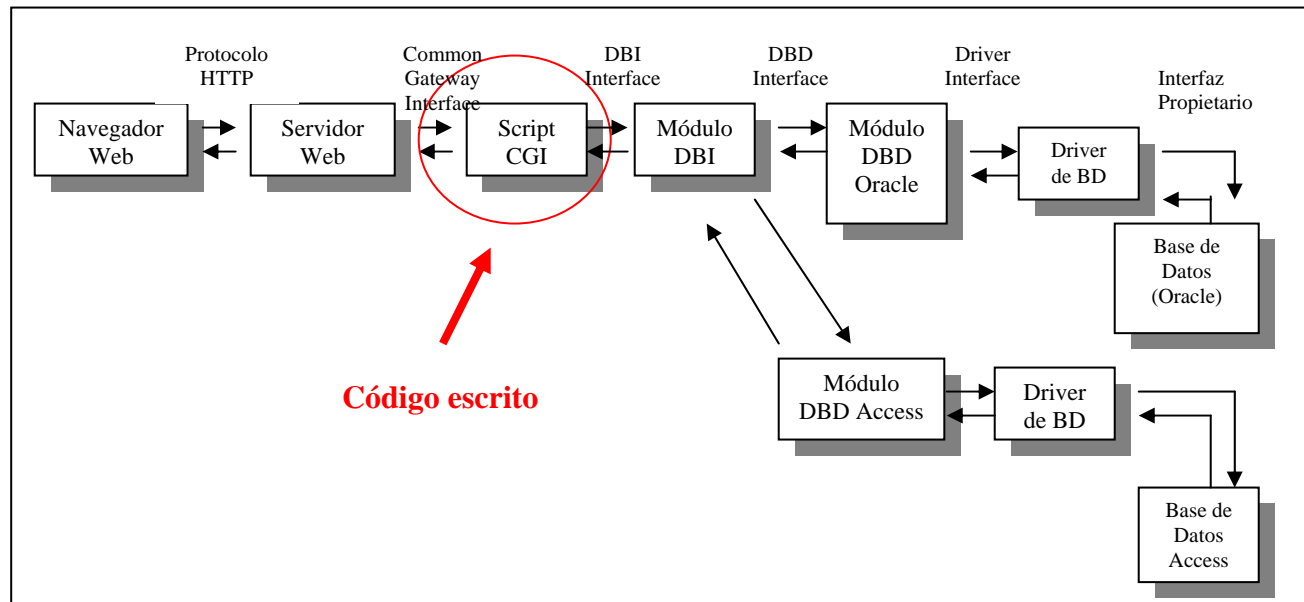 Protocolo
HTTP
Common
Gateway
Interface
DBI
Interface
DBD
Interface
Driver
Interface
Interfaz
Propietario
Navegador
Web
Servidor
Web
Script
CGI
Módulo
DBI
Módulo
DBD
Oracle
Driver
de BD
Base de
Datos
(Oracle)
Código escrito
Módulo
DBD Access
Driver
de BD
Base de
Datos
Access